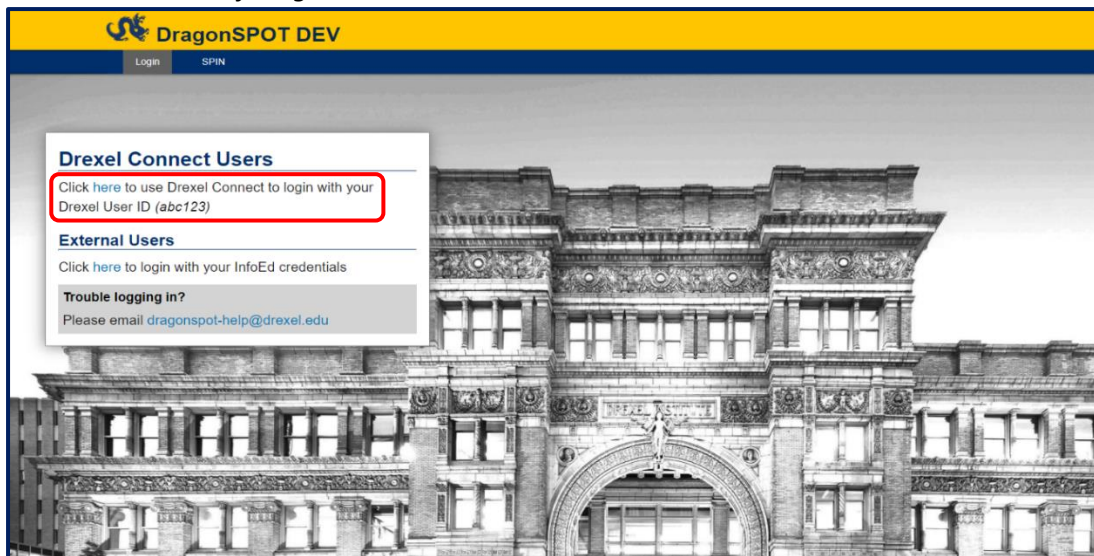 DragonSPOT DEV
Login SPIN
Drexel Connect Users
Click here to use Drexel Connect to login with your
Drexel User ID (abc123)
External Users
Click here to login with your InfoEd credentials
Trouble logging in?
Please email dragonspot-help@drexel.edu
DREXEL INSTITUTE